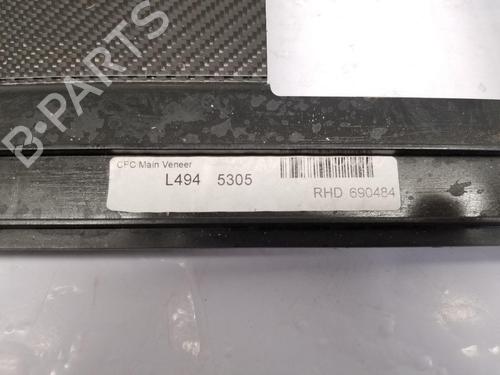 B-PARTS
CFC Main Veneer
L494 5305
RHD 690484